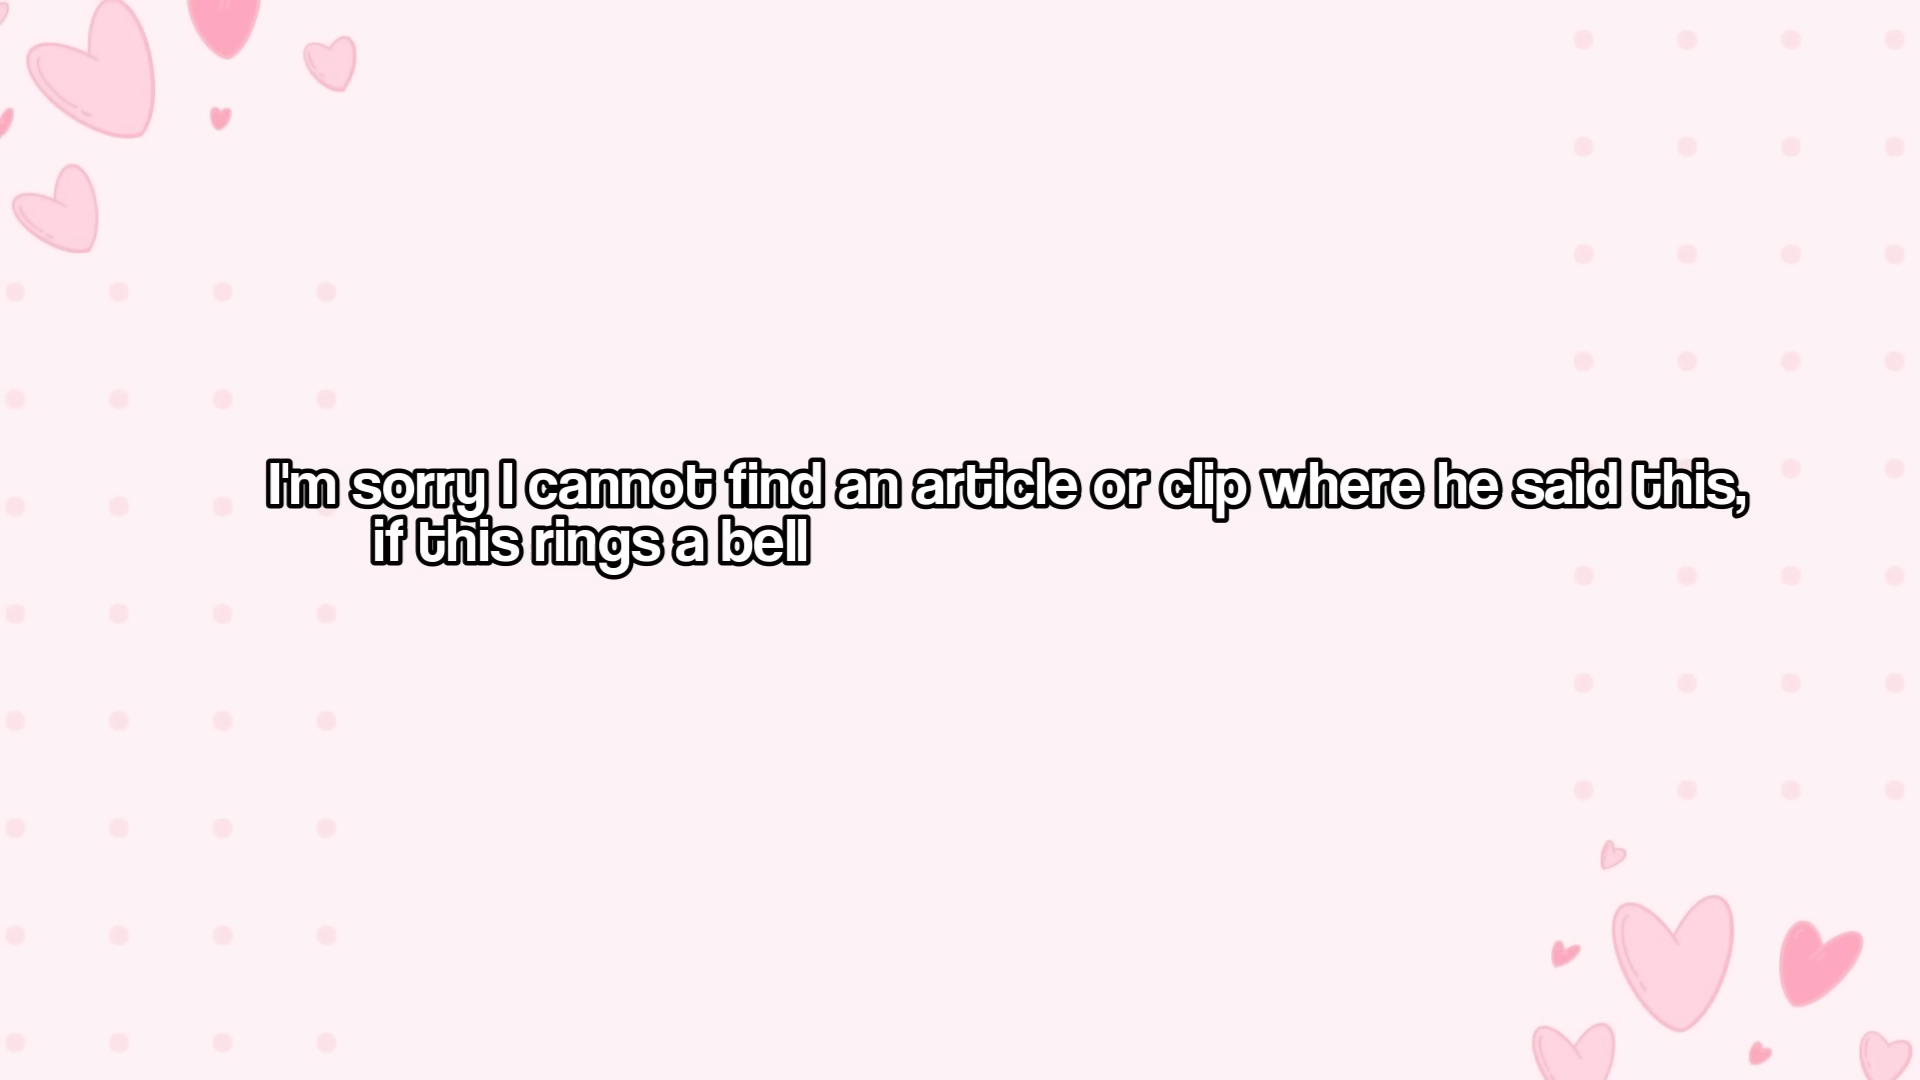 I'm sorry I cannot find an article or clip where he said this,
if this rings a bell